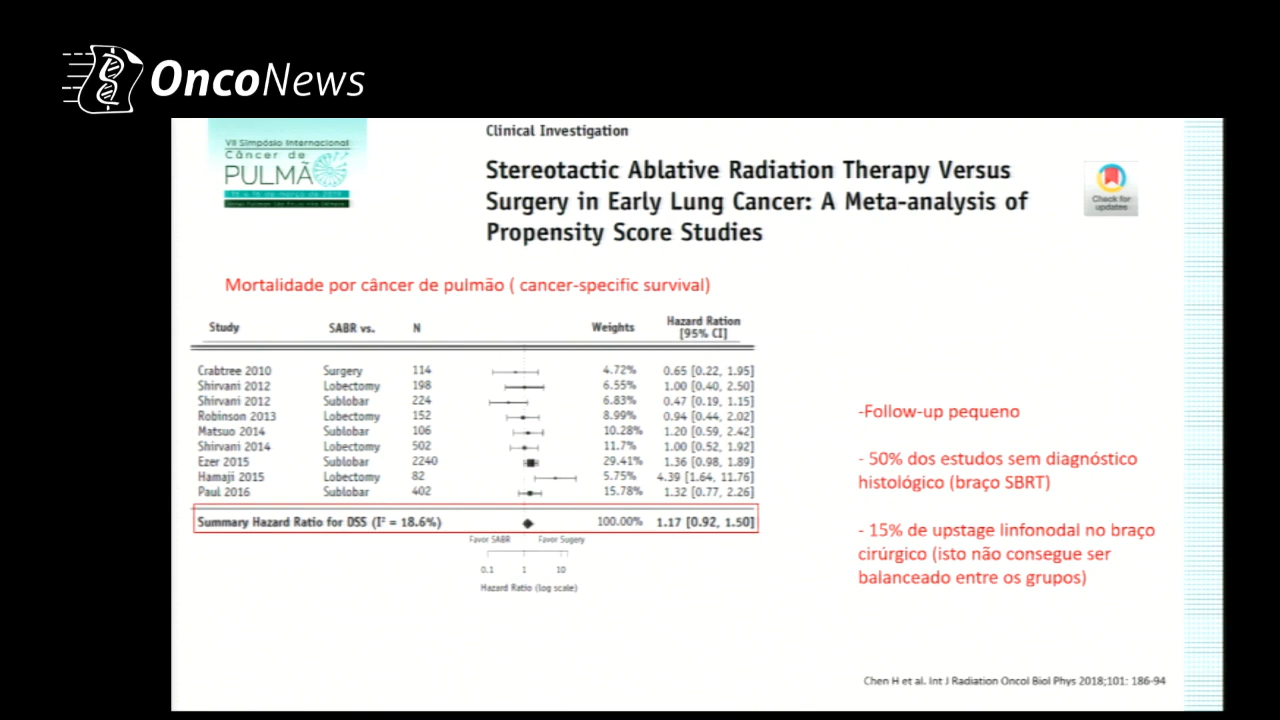 OncoNews
VII Simpósio Internacional
Câncer de
PULMÃO
Clinical Investigation
Stereotactic Ablative Radiation Therapy Versus
Surgery in Early Lung Cancer: A Meta-analysis of
Propensity Score Studies
Check for
updates
Mortalidade por câncer de pulmão ( cancer-specific survival)
Study SABR vs. N Weights Hazard Ration
[95% CI]
Crabtree 2010 Surgery 114 4.72% 0.65 [0.22, 1.95]
Shirvani 2012 Lobectomy 198 6.55% 1.00 [0.40, 2.50]
Shirvani 2012 Sublobar 224 6.83% 0.47 [0.19, 1.15]
Robinson 2013 Lobectomy 152 8.99% 0.94 [0.44, 2.02]
Matsuo 2014 Sublobar 106 10.28% 1.20 [0.59, 2.42]
Shirvani 2014 Lobectomy 502 11.7% 1.00 [0.52, 1.92]
Ezer 2015 Sublobar 2240 29.41% 1.36 [0.98, 1.89]
Hamaji 2015 Lobectomy 82 5.75% 4.39 [1.64, 11.76]
Paul 2016 Sublobar 402 15.78% 1.32 [0.77, 2.26]
Summary Hazard Ratio for DSS (I² = 18.6%) 100.00% 1.17 [0.92, 1.50]
Favor SABR Favor Sugery
0.1 1 10
Hazard Ratio (log scale)
-Follow-up pequeno
- 50% dos estudos sem diagnóstico
histológico (braço SBRT)
- 15% de upstage linfonodal no braço
cirúrgico (isto não consegue ser
balanceado entre os grupos)
Chen H et al. Int J Radiation Oncol Biol Phys 2018;101: 186-94